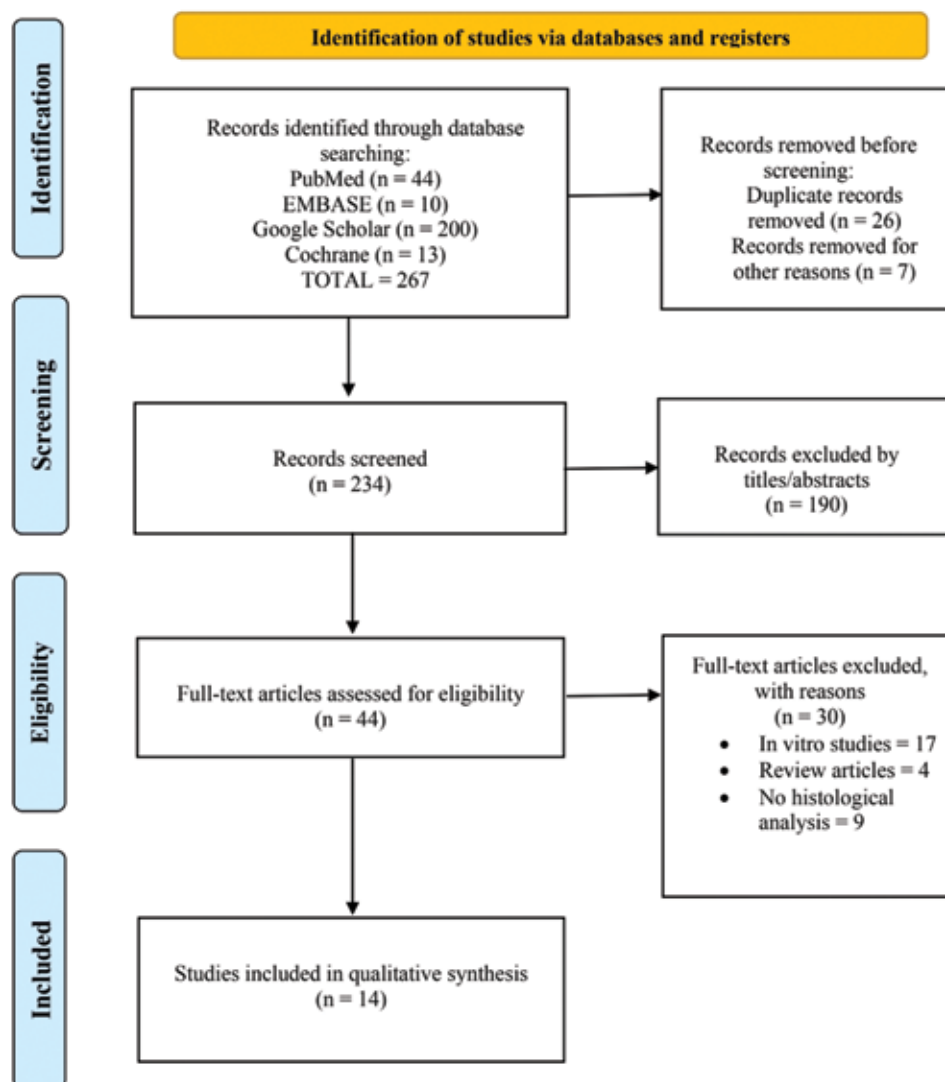 Identification of studies via databases and registers
Identification
Records identified through database
searching:
PubMed (n = 44)
EMBASE (n = 10)
Google Scholar (n = 200)
Cochrane (n = 13)
TOTAL = 267
Records removed before
screening:
Duplicate records
removed (n = 26)
Records removed for
other reasons (n = 7)
Screening
Records screened
(n = 234)
Records excluded by
titles/abstracts
(n = 190)
Eligibility
Full-text articles assessed for eligibility
(n = 44)
Full-text articles excluded,
with reasons
(n = 30)
• In vitro studies = 17
• Review articles = 4
• No histological
analysis = 9
Included
Studies included in qualitative synthesis
(n = 14)